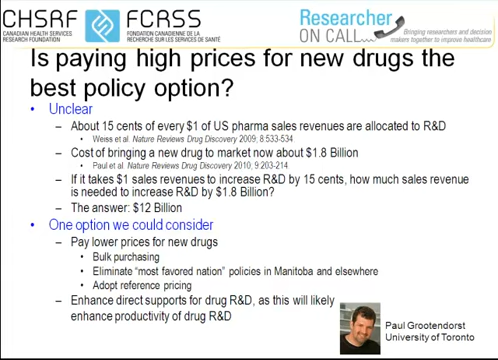 CHSRF
CANADIAN HEALTH SERVICES
RESEARCH FOUNDATION
FCRSS
FONDATION CANADIENNE DE LA
RECHERCHE SUR LES SERVICES DE SANTÉ
Researcher
ON CALL
Bringing researchers and decision
makers together to improve healthcare
Is paying high prices for new drugs the
best policy option?
• Unclear
– About 15 cents of every $1 of US pharma sales revenues are allocated to R&D
• Weiss et al. Nature Reviews Drug Discovery 2009; 8:533-534.
– Cost of bringing a new drug to market now about $1.8 Billion
• Paul et al. Nature Reviews Drug Discovery 2010; 9:203-214
– If it takes $1 sales revenues to increase R&D by 15 cents, how much sales revenue
is needed to increase R&D by $1.8 Billion?
– The answer: $12 Billion
• One option we could consider
– Pay lower prices for new drugs
• Bulk purchasing
• Eliminate "most favored nation" policies in Manitoba and elsewhere
• Adopt reference pricing
– Enhance direct supports for drug R&D, as this will likely
enhance productivity of drug R&D
Paul Grootendorst
University of Toronto